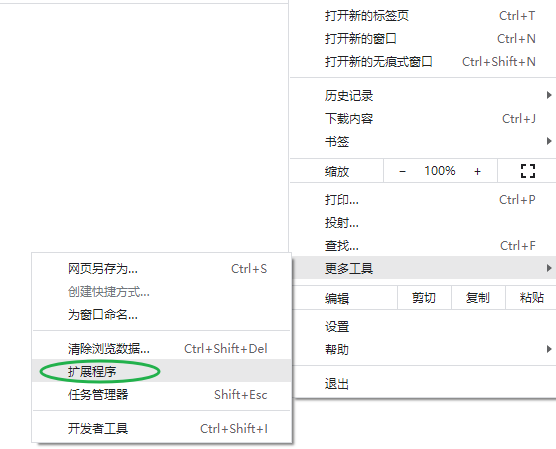 打开新的标签页 Ctrl+T
打开新的窗口 Ctrl+N
打开新的无痕式窗口 Ctrl+Shift+N
历史记录
下载内容 Ctrl+J
书签
缩放 − 100% +
打印... Ctrl+P
投射...
查找... Ctrl+F
更多工具
编辑 剪切 复制 粘贴
设置
帮助
退出
网页另存为... Ctrl+S
创建快捷方式...
为窗口命名...
清除浏览数据... Ctrl+Shift+Del
扩展程序
任务管理器 Shift+Esc
开发者工具 Ctrl+Shift+I